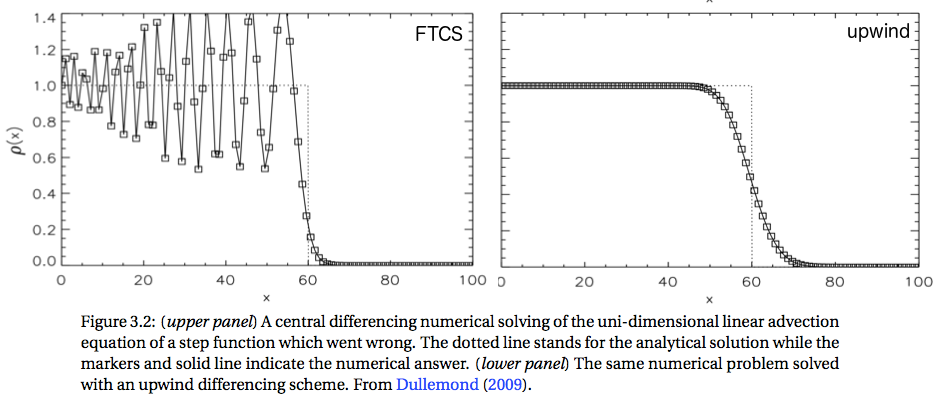 FTCS
1.4
1.2
1.0
0.8
0.6
0.4
0.2
0.0
ρ(x)
0 20 40 60 80 100
x
upwind
0 20 40 60 80 100
x
Figure 3.2: (upper panel) A central differencing numerical solving of the uni-dimensional linear advection
equation of a step function which went wrong. The dotted line stands for the analytical solution while the
markers and solid line indicate the numerical answer. (lower panel) The same numerical problem solved
with an upwind differencing scheme. From Dullemond (2009).